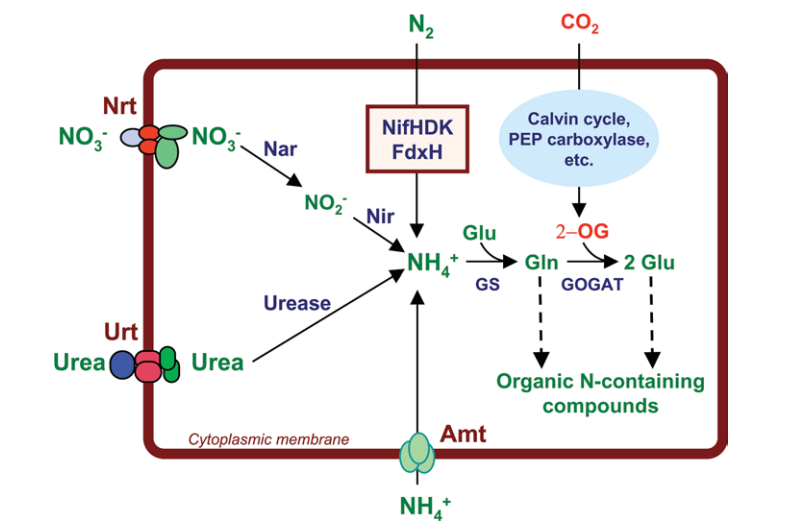 N₂
CO₂
Nrt
NO₃⁻
NO₃⁻
Nar
NifHDK
FdxH
Calvin cycle,
PEP carboxylase,
etc.
NO₂⁻
Nir
Glu
2–OG
NH₄⁺
GS
Gln
GOGAT
2 Glu
Urease
Urt
Urea
Urea
Organic N-containing
compounds
Cytoplasmic membrane
Amt
NH₄⁺